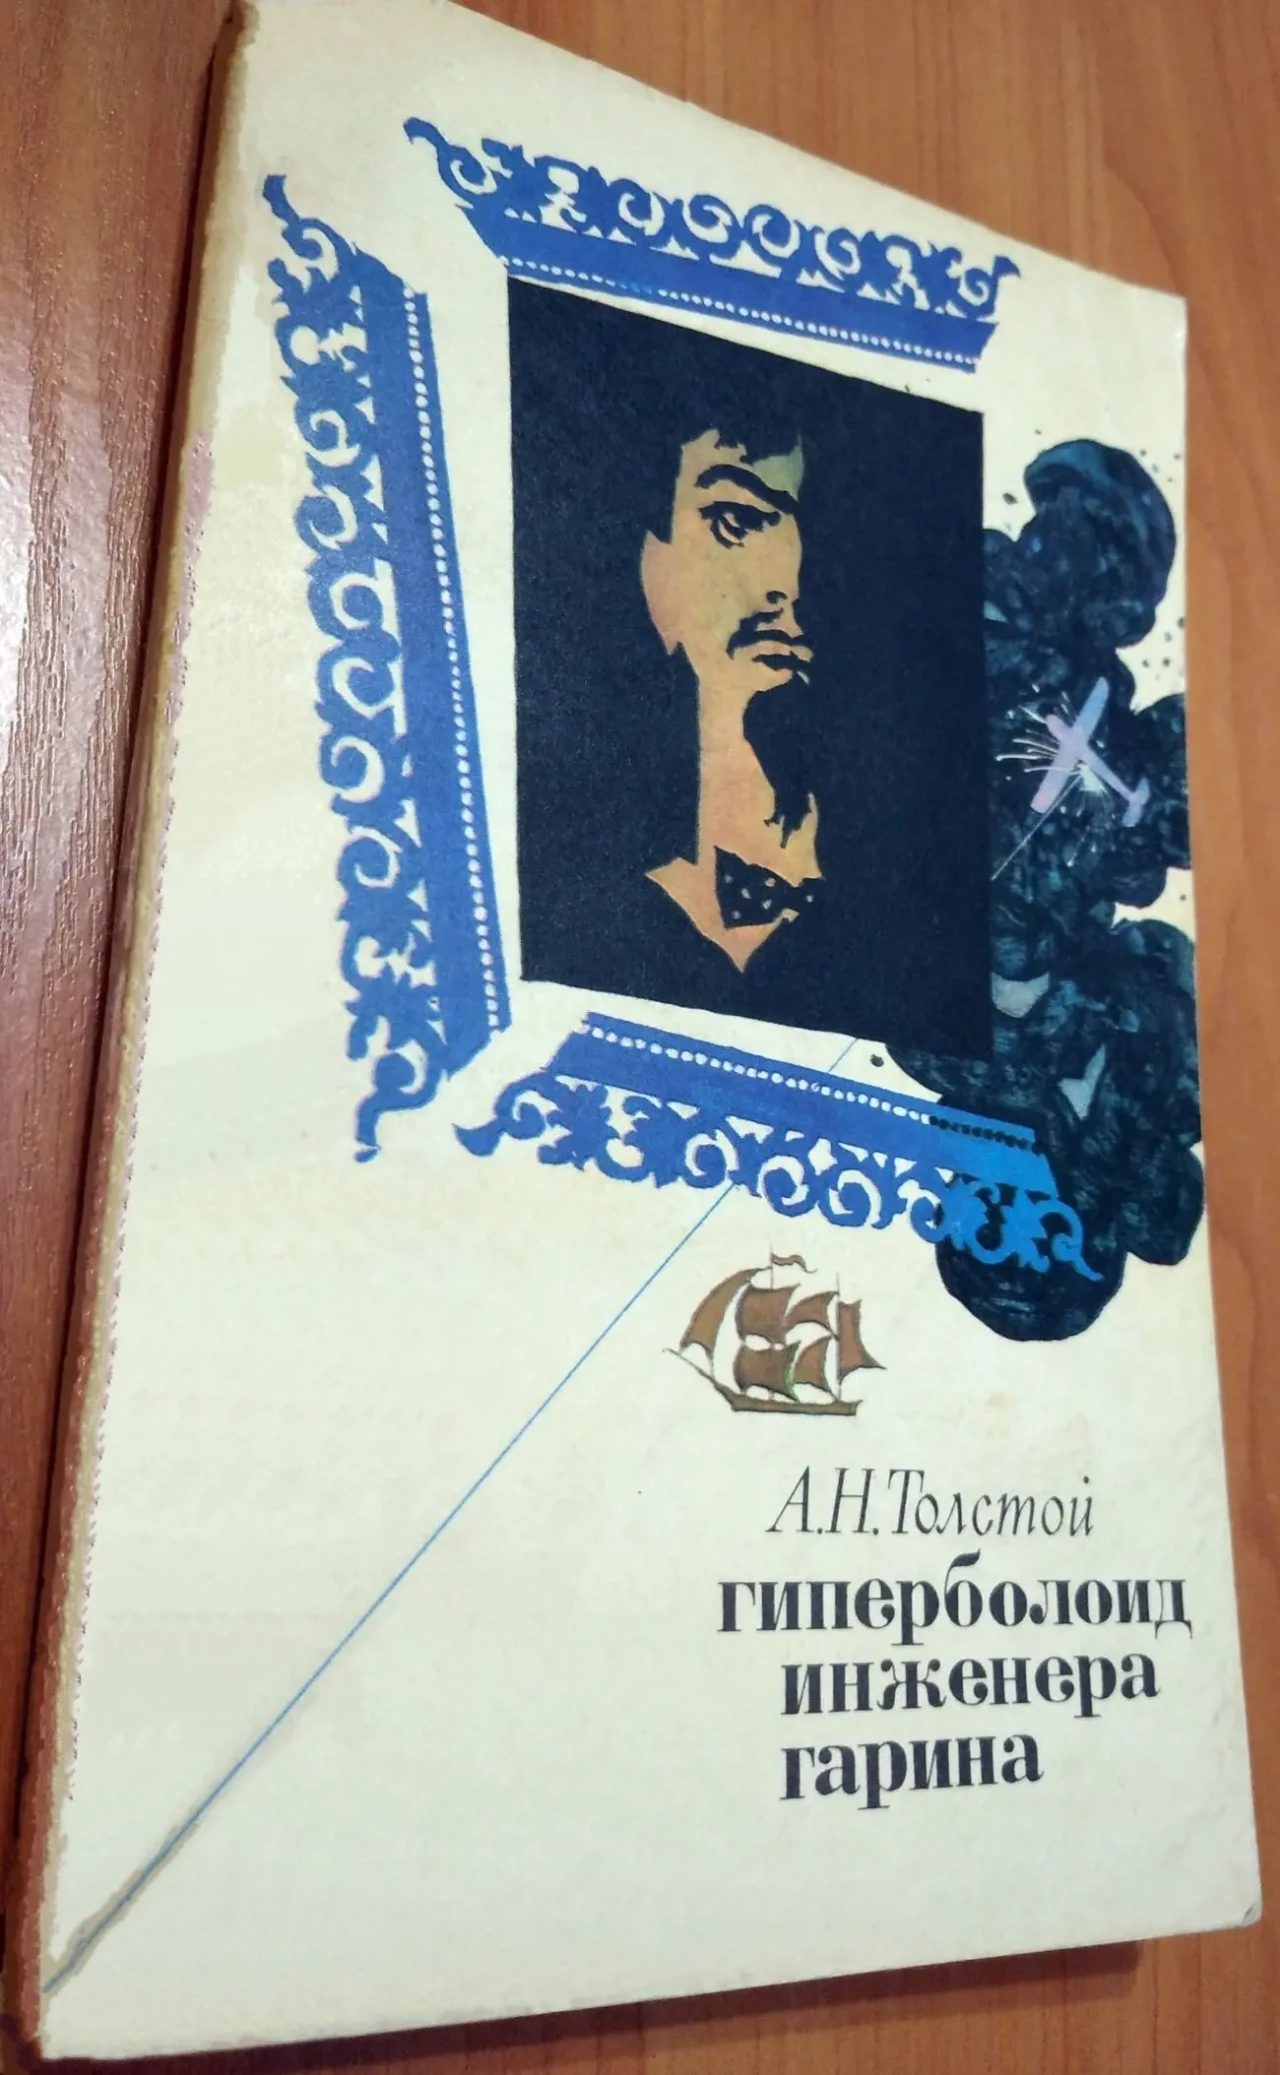 А.Н.Толстой
гиперболоид
инженера
гарина